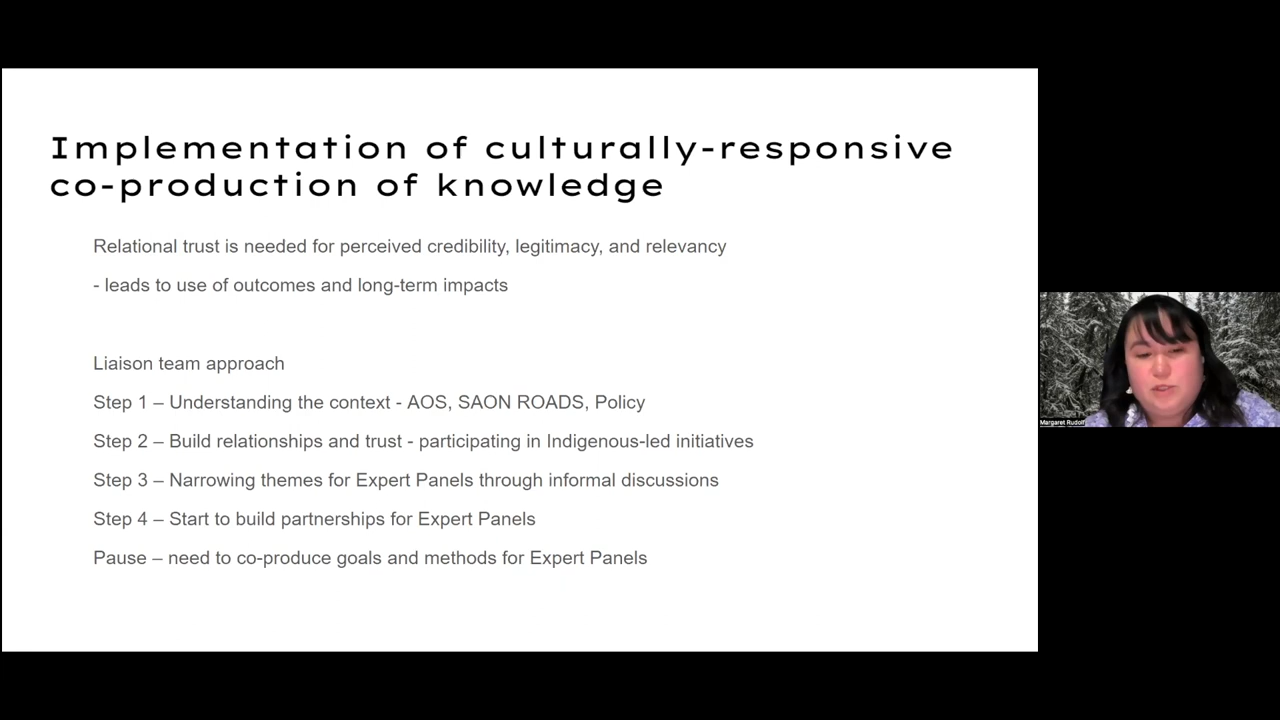 Implementation of culturally-responsive
co-production of knowledge
Relational trust is needed for perceived credibility, legitimacy, and relevancy
- leads to use of outcomes and long-term impacts
Liaison team approach
Step 1 – Understanding the context - AOS, SAON ROADS, Policy
Step 2 – Build relationships and trust - participating in Indigenous-led initiatives
Step 3 – Narrowing themes for Expert Panels through informal discussions
Step 4 – Start to build partnerships for Expert Panels
Pause – need to co-produce goals and methods for Expert Panels
Margaret Rudolf